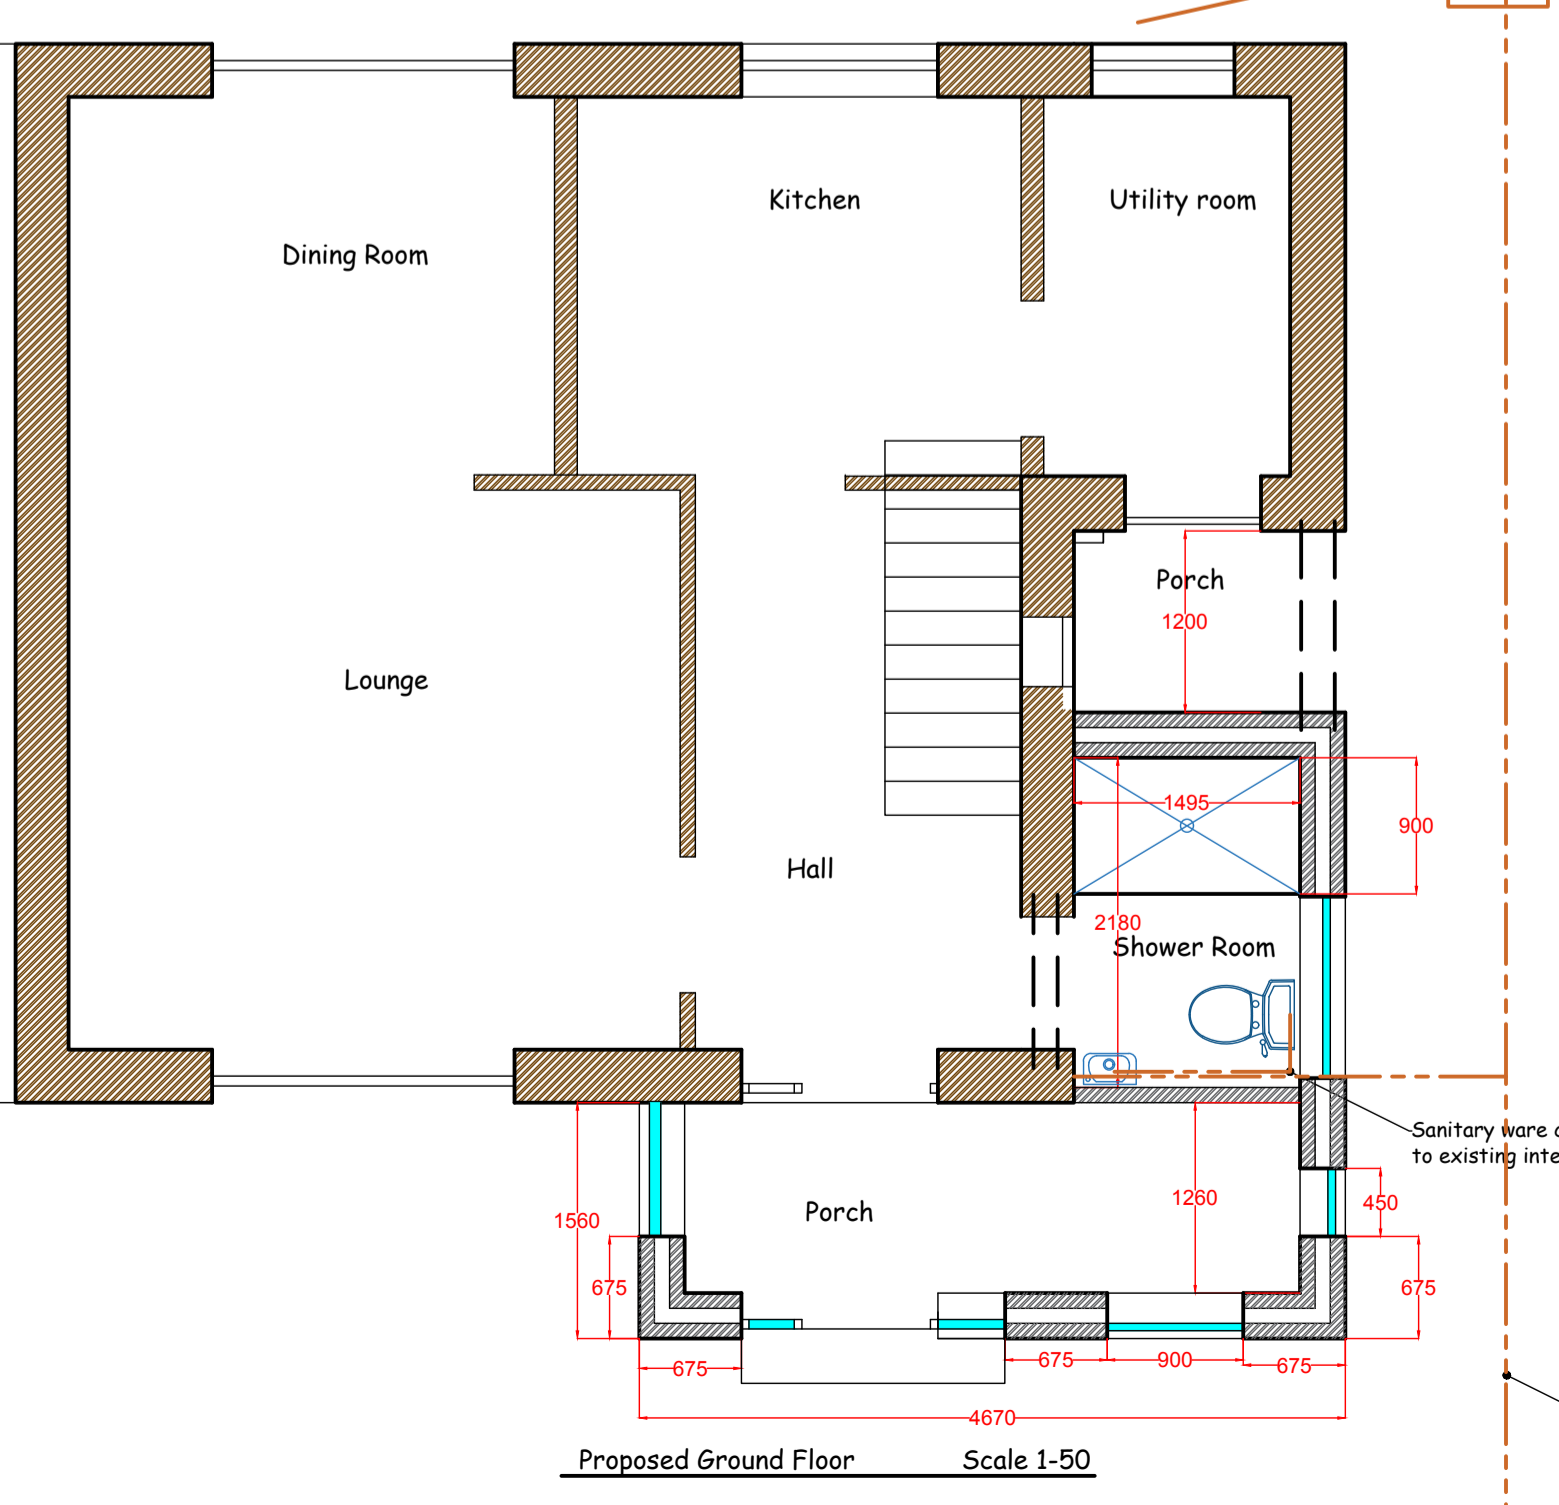 Kitchen
Utility room
Dining Room
Porch
1200
Lounge
1495
900
Hall
2180
Shower Room
Sanitary ware
to existing
1560
Porch
1260
450
675
675
675
675
900
675
4670
Proposed Ground Floor Scale 1-50